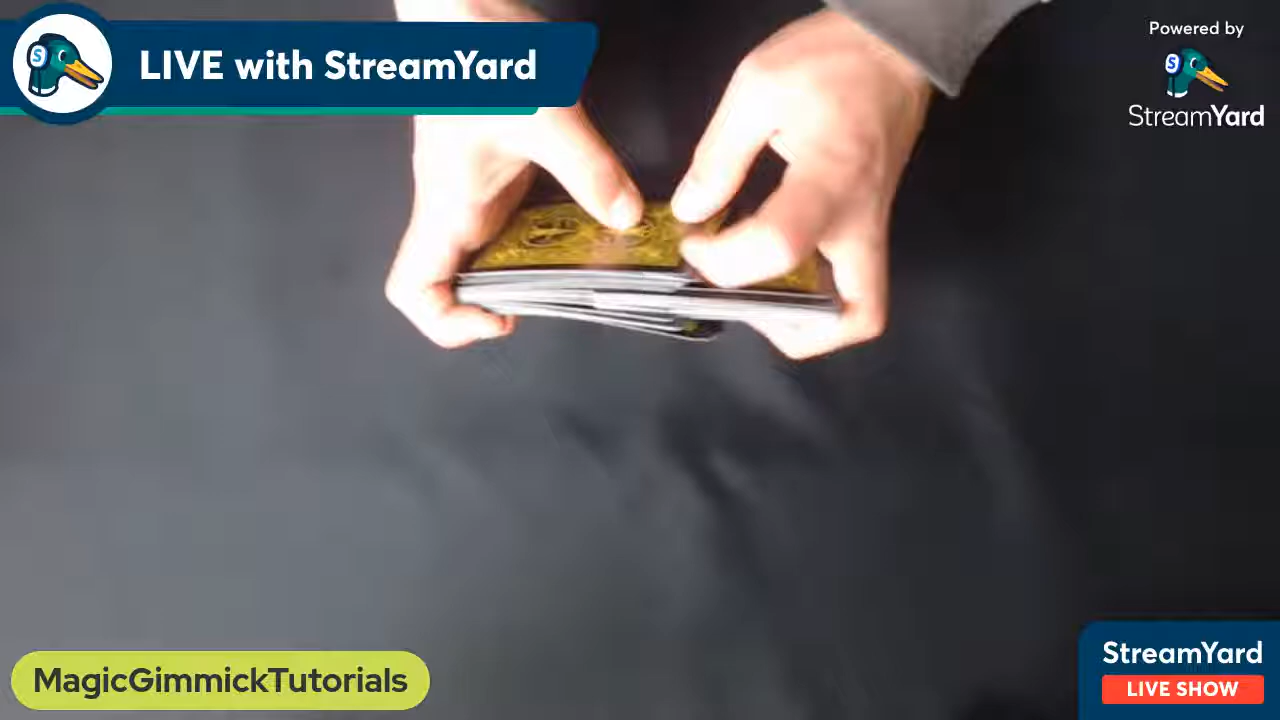 LIVE with StreamYard
Powered by
StreamYard
MagicGimmickTutorials
StreamYard
LIVE SHOW